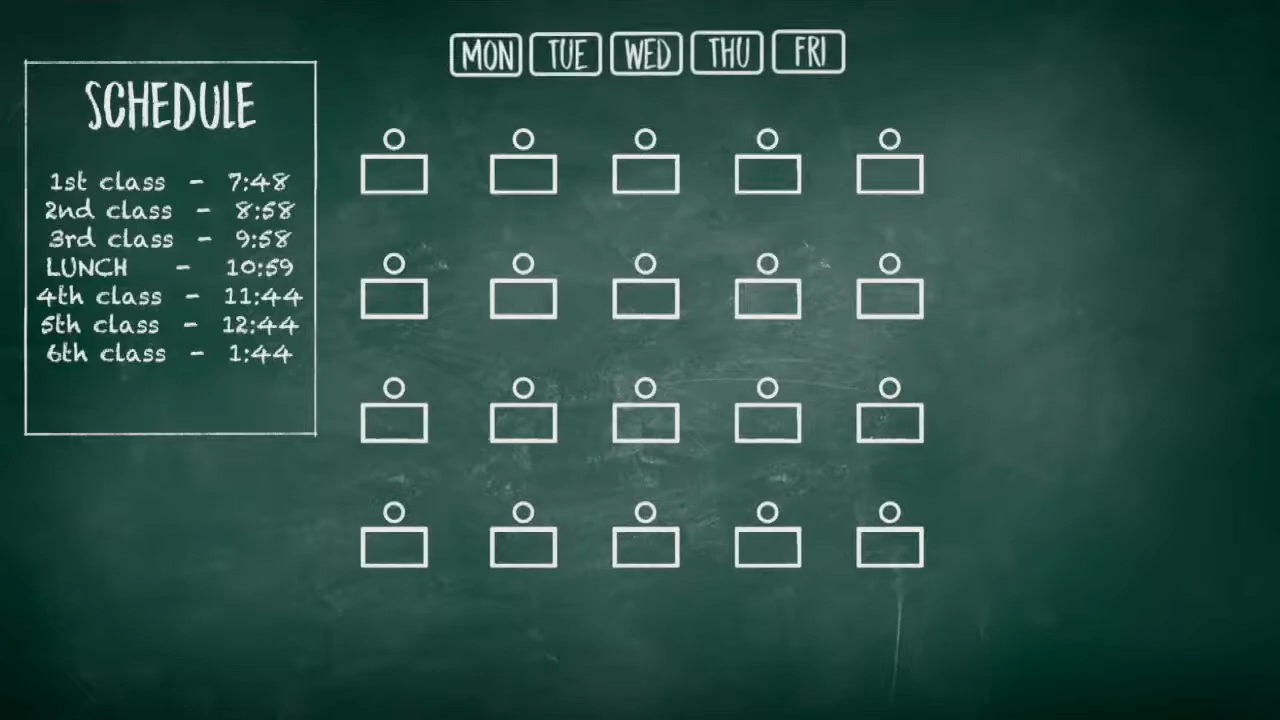 MON TUE WED THU FRI
SCHEDULE
1st class - 7:48
2nd class - 8:58
3rd class - 9:58
LUNCH - 10:59
4th class - 11:44
5th class - 12:44
6th class - 1:44